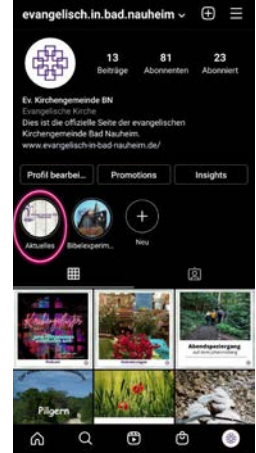 evangelisch.in.bad.nauheim
13 81 23
Beiträge Abonnenten Abonniert
Ev. Kirchengemeinde BN
Evangelische Kirche
Dies ist die offizielle Seite der evangelischen
Kirchengemeinde Bad Nauheim.
www.evangelisch-in-bad-nauheim.de/
Profil bearbei... Promotions Insights
Aktuelles Bibelexperim... Neu
Kirchengeflüster
Abendspaziergang
Pilgern